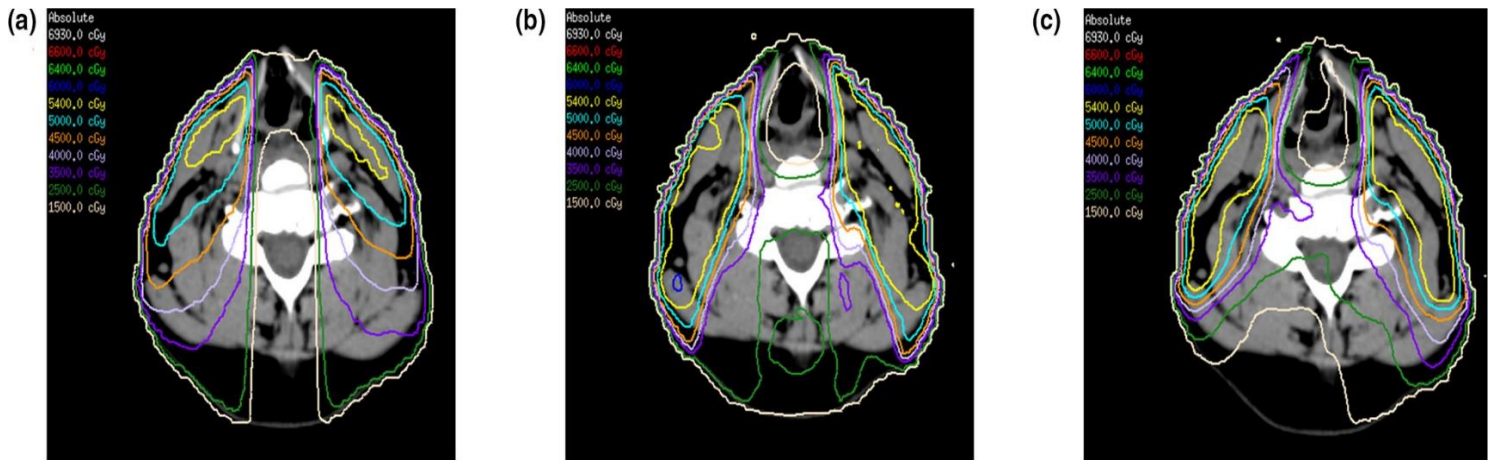 (a)
Absolute
6930.0 cGy
6600.0 cGy
6400.0 cGy
6000.0 cGy
5400.0 cGy
5000.0 cGy
4500.0 cGy
4000.0 cGy
3500.0 cGy
2500.0 cGy
1500.0 cGy
(b)
Absolute
6930.0 cGy
6600.0 cGy
6400.0 cGy
6000.0 cGy
5400.0 cGy
5000.0 cGy
4500.0 cGy
4000.0 cGy
3500.0 cGy
2500.0 cGy
1500.0 cGy
(c)
Absolute
6930.0 cGy
6600.0 cGy
6400.0 cGy
6000.0 cGy
5400.0 cGy
5000.0 cGy
4500.0 cGy
4000.0 cGy
3500.0 cGy
2500.0 cGy
1500.0 cGy